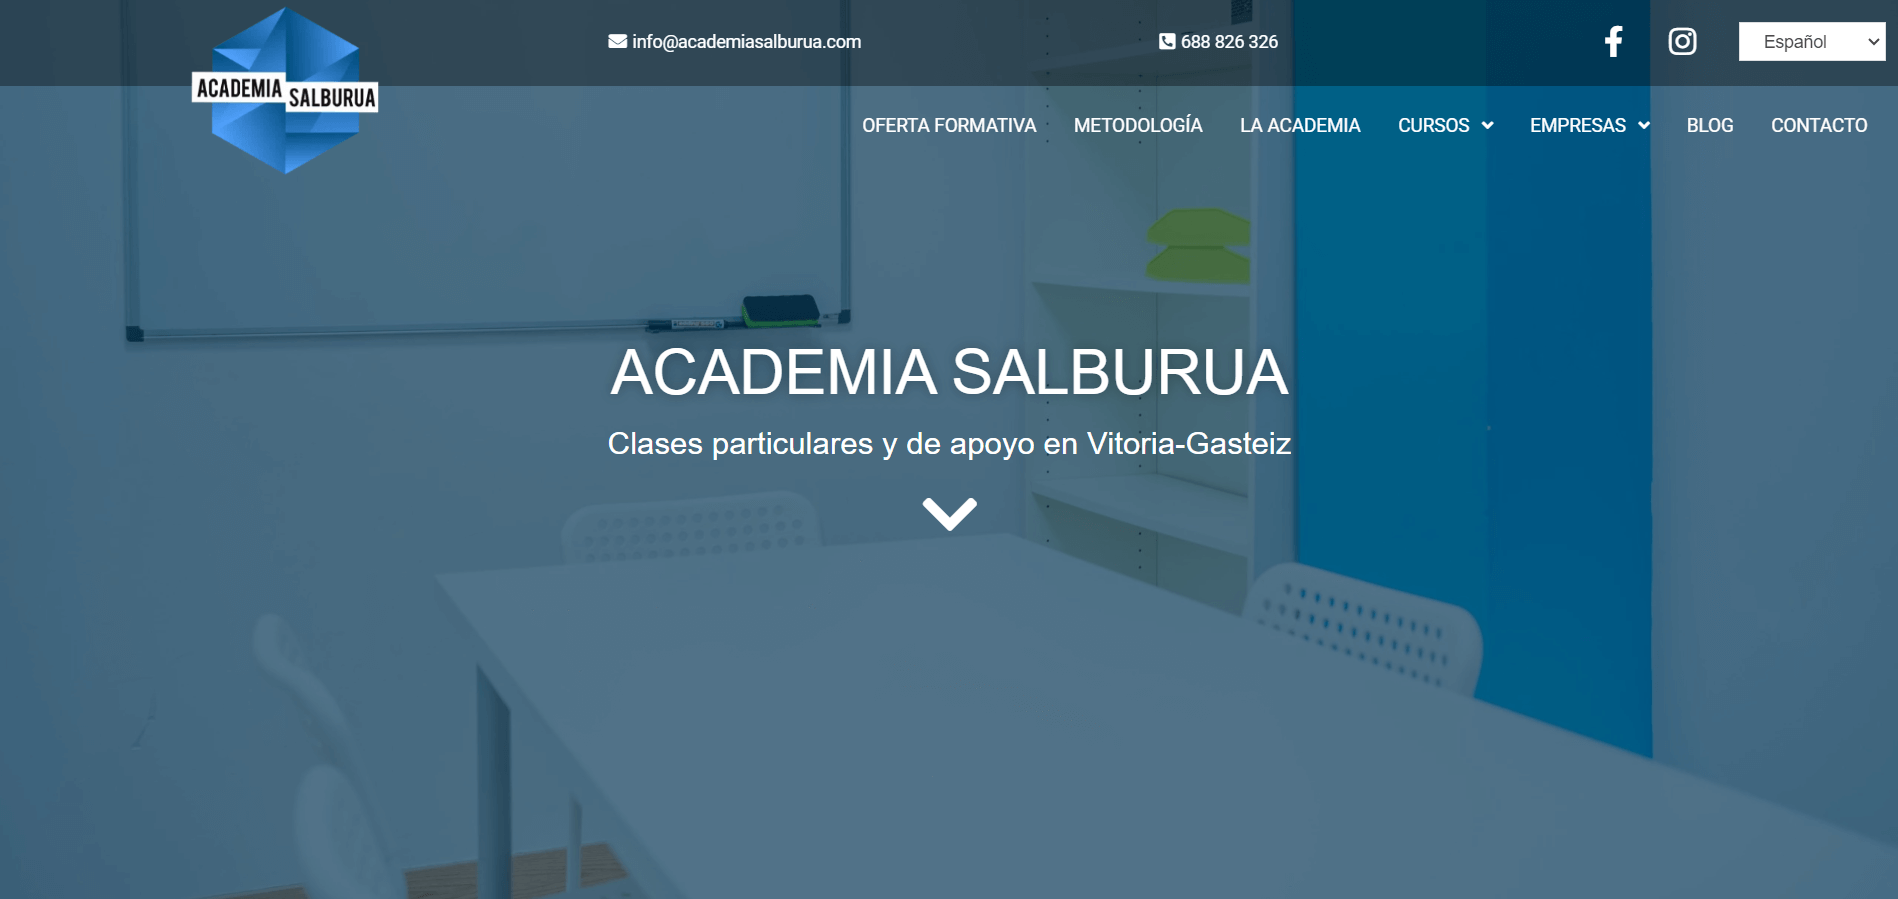 ACADEMIA
SALBURUA
info@academiasalburua.com
688 826 326
Español
OFERTA FORMATIVA
METODOLOGÍA
LA ACADEMIA
CURSOS
EMPRESAS
BLOG
CONTACTO
ACADEMIA SALBURUA
Clases particulares y de apoyo en Vitoria-Gasteiz